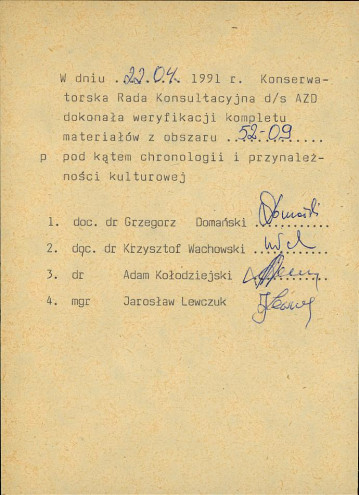 W dniu .22.04. 1991 r. Konserwa-
torska Rada Konsultacyjna d/s AZD
dokonała weryfikacji kompletu
materiałów z obszaru 52-09
p pod kątem chronologii i przynależ-
ności kulturowej
1. doc. dr Grzegorz Domański
2. doc. dr Krzysztof Wachowski
3. dr Adam Kołodziejski
4. mgr Jarosław Lewczuk